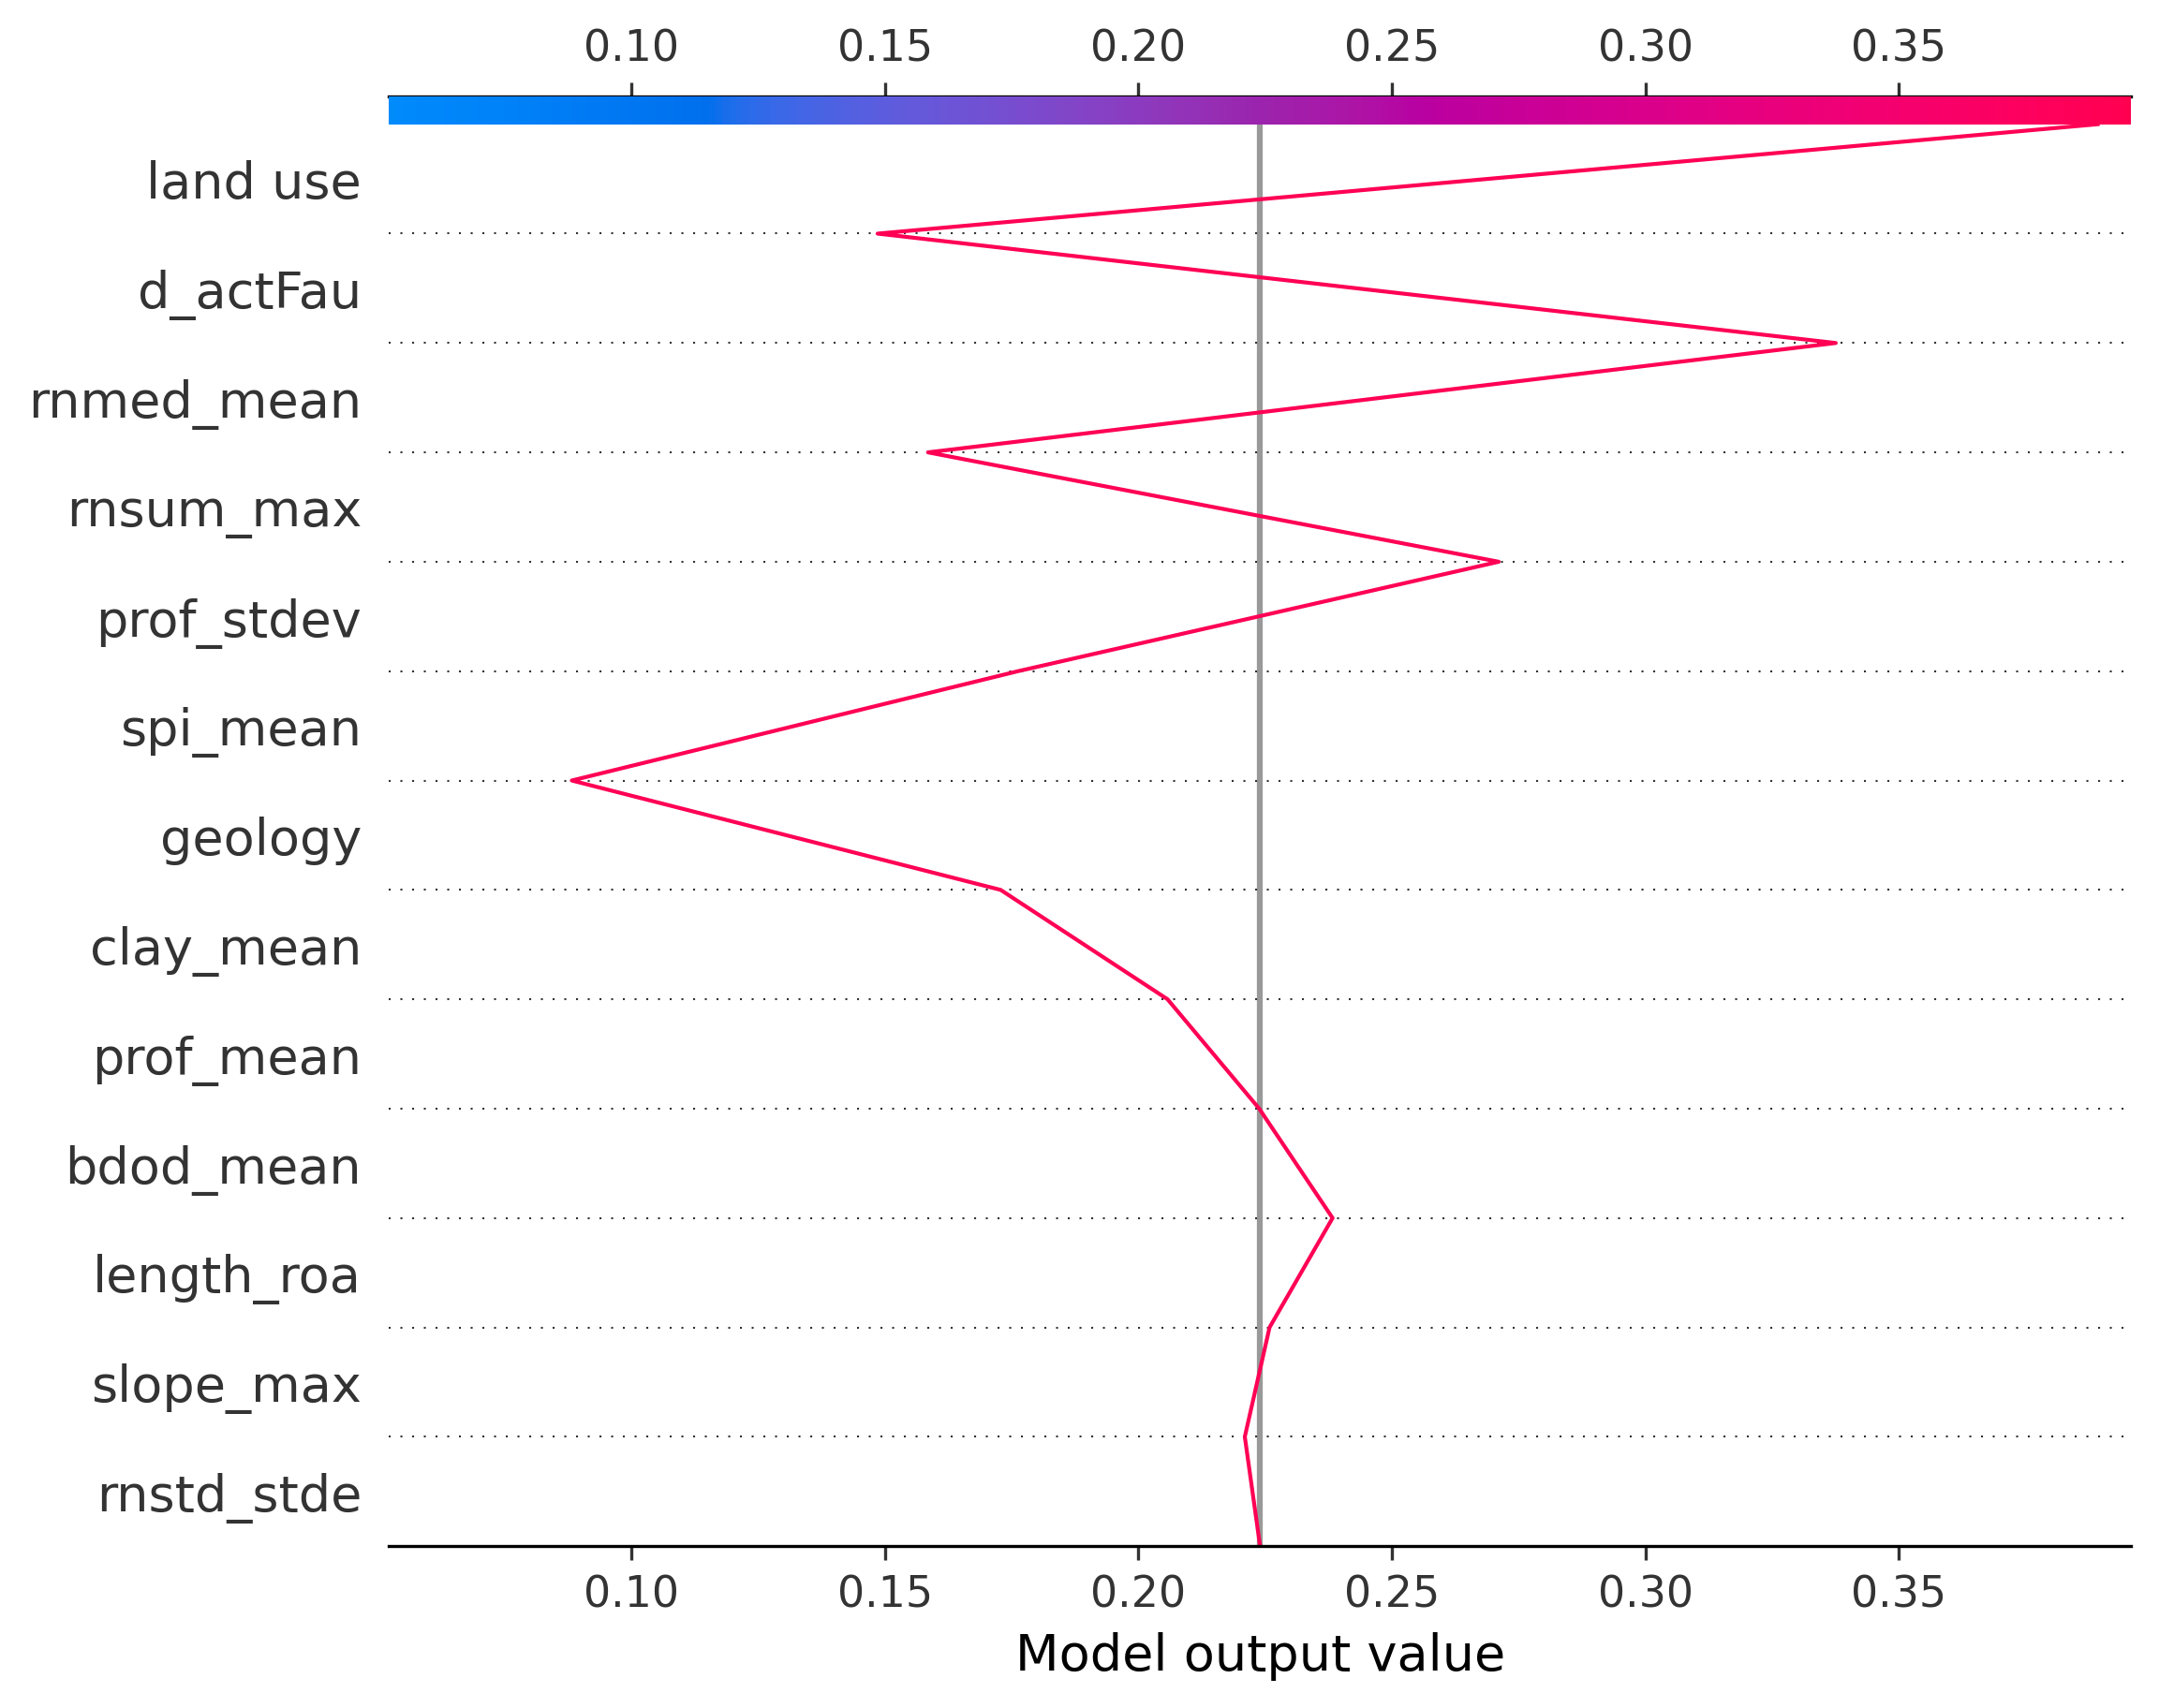 0.10 0.15 0.20 0.25 0.30 0.35
land use
d_actFau
rnmed_mean
rnsum_max
prof_stdev
spi_mean
geology
clay_mean
prof_mean
bdod_mean
length_roa
slope_max
rnstd_stde
0.10 0.15 0.20 0.25 0.30 0.35
Model output value